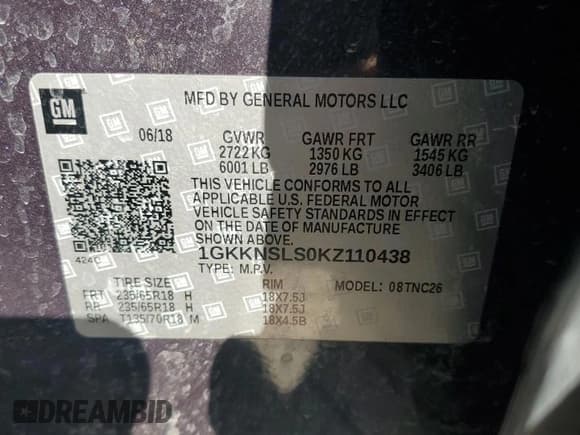 GM
MFD BY GENERAL MOTORS LLC
06/18 GVWR GAWR FRT GAWR RR
2722 KG 1350 KG 1545 KG
6001 LB 2976 LB 3406 LB
THIS VEHICLE CONFORMS TO ALL
APPLICABLE U.S. FEDERAL MOTOR
VEHICLE SAFETY STANDARDS IN EFFECT
ON THE DATE OF MANUFACTURE
SHOWN ABOVE.
1GKKNSLS0KZ110438
TYPE: M.P.V. MODEL: 08TNC26
TIRE SIZE RIM
FRT 235/65R18 H 18X7.5J
RR 235/65R18 H 18X7.5J
SPA T135/70R18 M 18X4.5B
DREAMBID